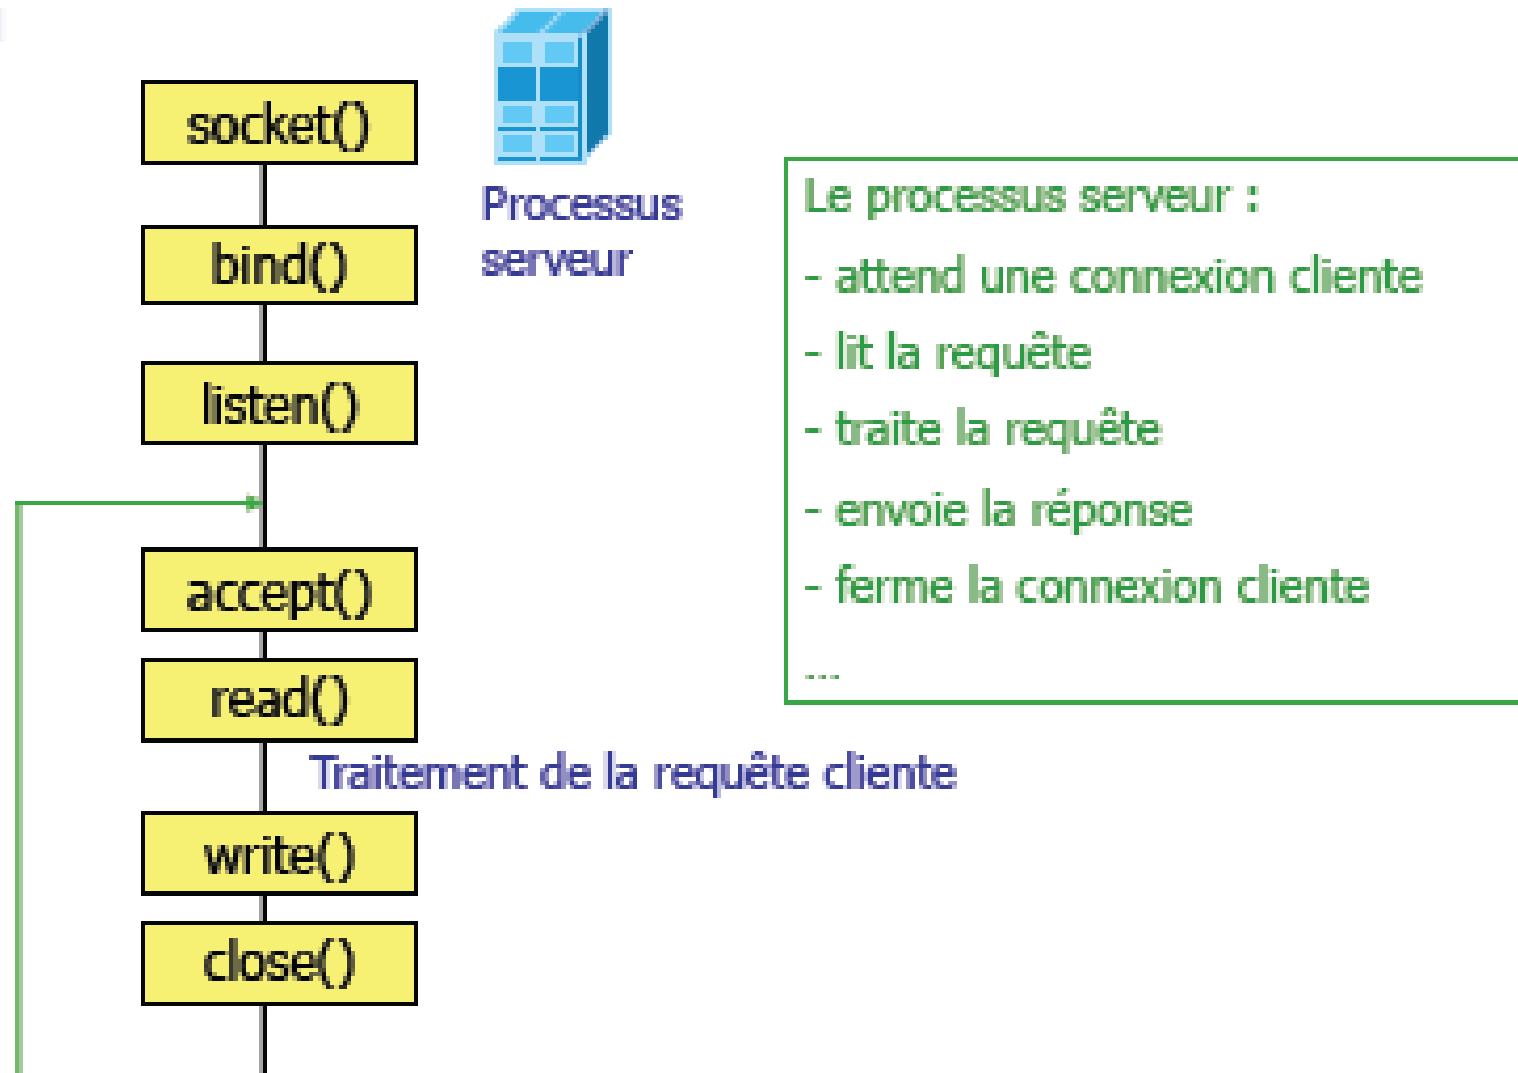 socket()
Processus
serveur
bind()
listen()
accept()
read()
Traitement de la requête cliente
write()
close()
Le processus serveur :
- attend une connexion cliente
- lit la requête
- traite la requête
- envoie la réponse
- ferme la connexion cliente
...